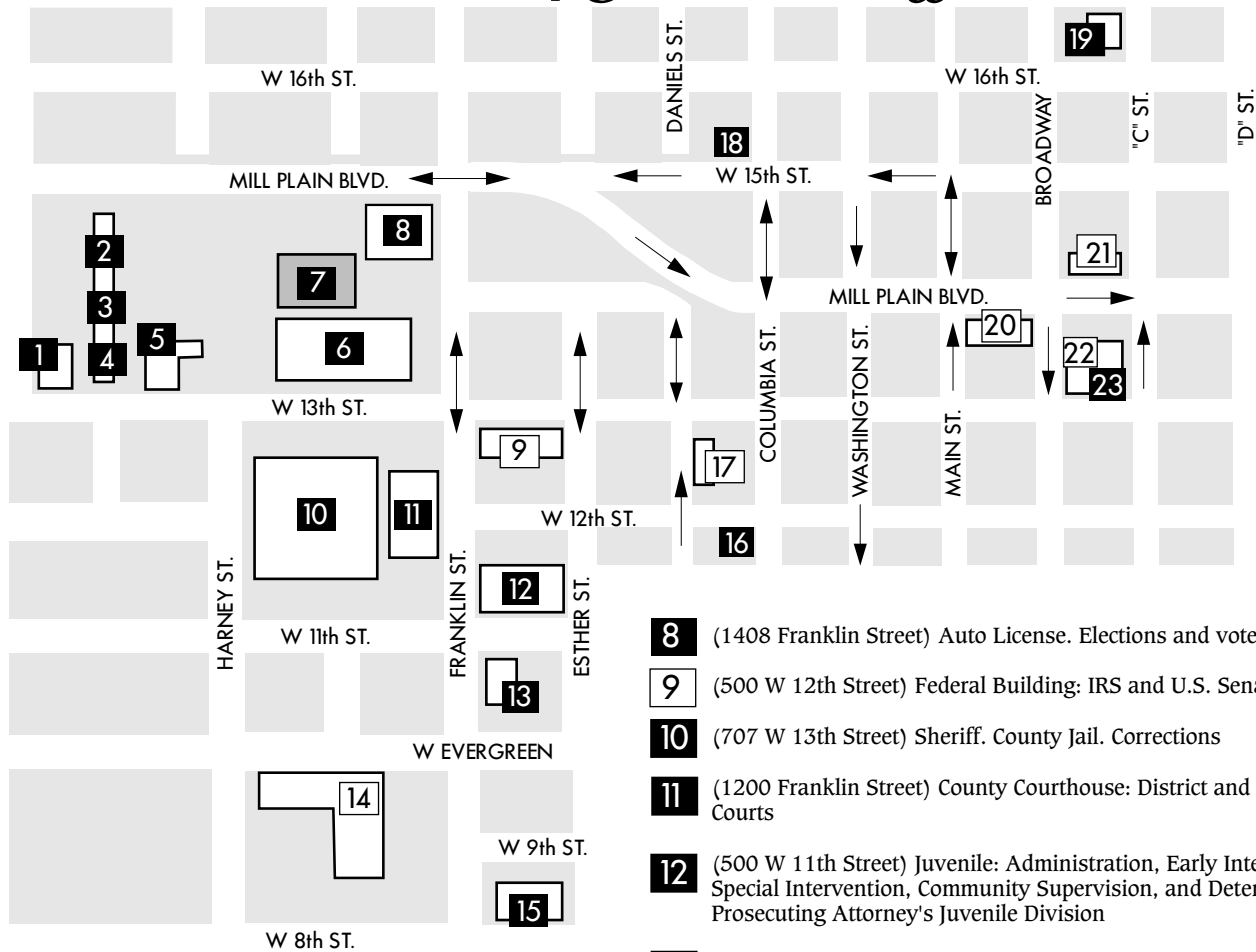 DANIELS ST.
19
W 16th ST.
W 16th ST.
BROADWAY
"C" ST.
"D" ST.
18
MILL PLAIN BLVD.
W 15th ST.
8
2
21
7
MILL PLAIN BLVD.
3
20
5
6
1
4
22
23
COLUMBIA ST.
WASHINGTON ST.
MAIN ST.
W 13th ST.
9
17
10
11
W 12th ST.
16
HARNEY ST.
FRANKLIN ST.
ESTHER ST.
12
W 11th ST.
13
W EVERGREEN
14
W 9th ST.
15
W 8th ST.
8 (1408 Franklin Street) Auto License. Elections and
9 (500 W 12th Street) Federal Building: IRS and U.S.
10 (707 W 13th Street) Sheriff. County Jail. Corrections
11 (1200 Franklin Street) County Courthouse: District and
Courts
12 (500 W 11th Street) Juvenile: Administration, Early
Special Intervention, Community Supervision, and
Prosecuting Attorney's Juvenile Division